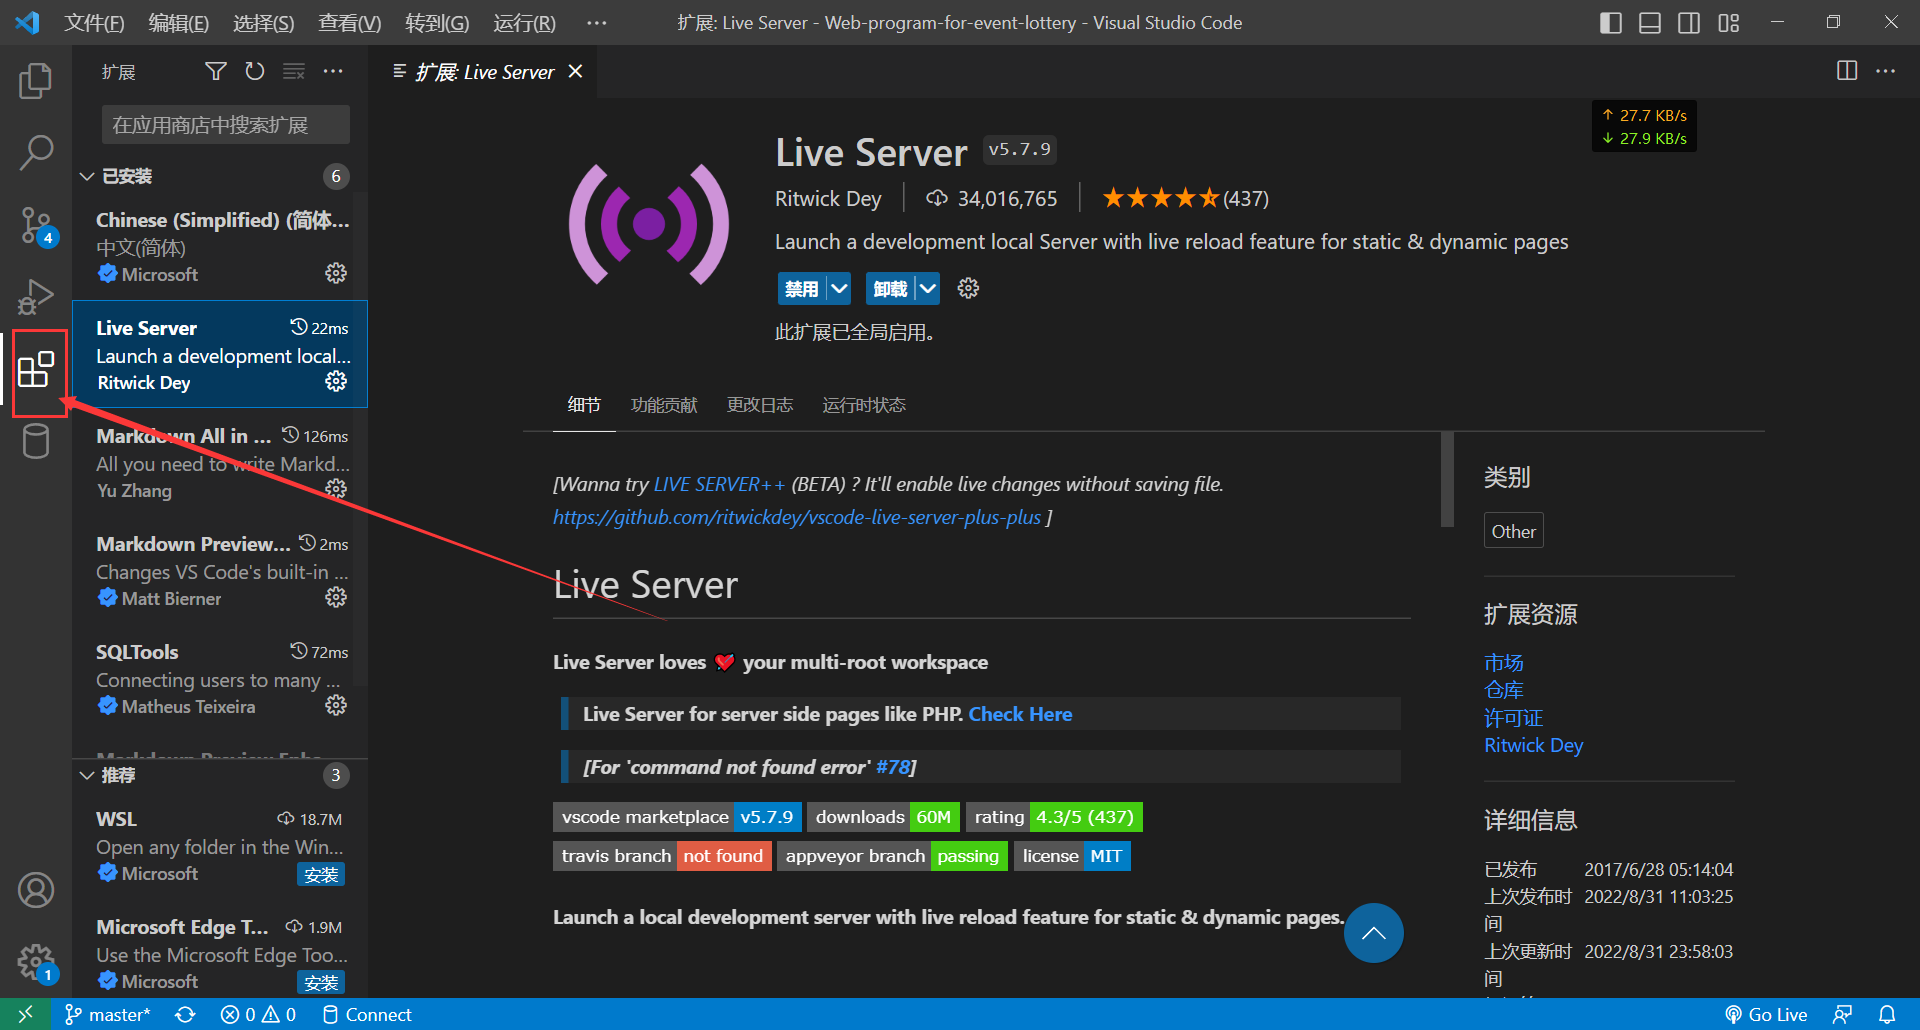 文件(F) 编辑(E) 选择(S) 查看(V) 转到(G) 运行(R) ··· 扩展: Live Server - Web-program-for-event-lottery - Visual Studio Code
扩展
扩展: Live Server
在应用商店中搜索扩展
已安装 6
Chinese (Simplified) (简体...
中文(简体)
Microsoft
4
Live Server 22ms
Launch a development local...
Ritwick Dey
Markdown All in ... 126ms
All you need to write Markd...
Yu Zhang
Markdown Preview... 2ms
Changes VS Code's built-in ...
Matt Bierner
SQLTools 72ms
Connecting users to many ...
Matheus Teixeira
推荐 3
WSL 18.7M
Open any folder in the Win...
Microsoft 安装
Microsoft Edge T... 1.9M
Use the Microsoft Edge Too...
Microsoft 安装
1
↑ 27.7 KB/s
↓ 27.9 KB/s
Live Server v5.7.9
Ritwick Dey 34,016,765 (437)
Launch a development local Server with live reload feature for static & dynamic pages
禁用 卸载
此扩展已全局启用。
细节 功能贡献 更改日志 运行时状态
[Wanna try LIVE SERVER++ (BETA) ? It'll enable live changes without saving file.
https://github.com/ritwickdey/vscode-live-server-plus-plus ]
Live Server
Live Server loves 💘 your multi-root workspace
Live Server for server side pages like PHP. Check Here
[For 'command not found error' #78]
vscode marketplace v5.7.9 downloads 60M rating 4.3/5 (437)
travis branch not found appveyor branch passing license MIT
Launch a local development server with live reload feature for static & dynamic pages.
类别
Other
扩展资源
市场
仓库
许可证
Ritwick Dey
详细信息
已发布 2017/6/28 05:14:04
上次发布时 2022/8/31 11:03:25
间
上次更新时 2022/8/31 23:58:03
间
master* 0 0 Connect Go Live